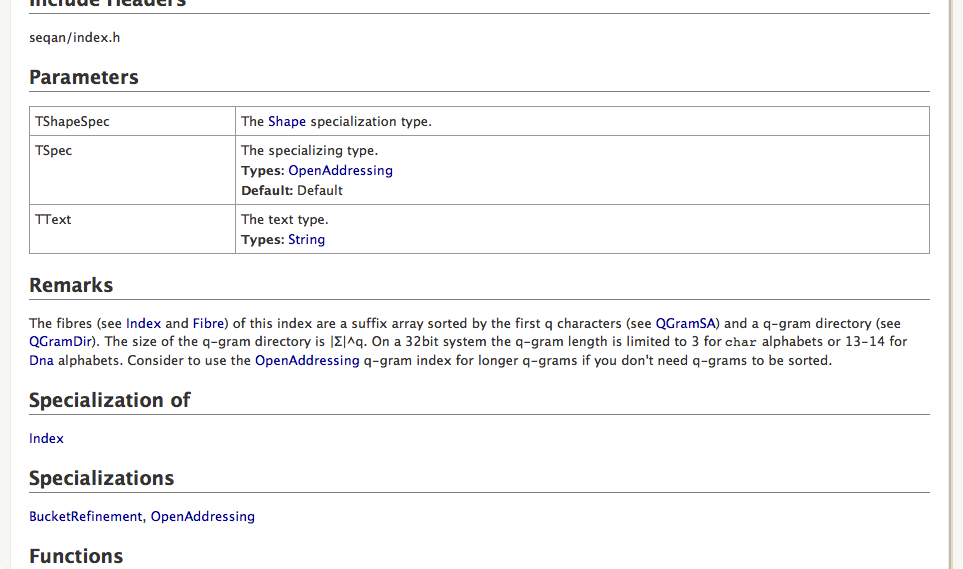 Include Headers
seqan/index.h
Parameters
TShapeSpec The Shape specialization type.
TSpec The specializing type.
Types: OpenAddressing
Default: Default
TText The text type.
Types: String
Remarks
The fibres (see Index and Fibre) of this index are a suffix array sorted by the first q characters (see QGramSA) and a q-gram directory (see
QGramDir). The size of the q-gram directory is |Σ|^q. On a 32bit system the q-gram length is limited to 3 for char alphabets or 13-14 for
Dna alphabets. Consider to use the OpenAddressing q-gram index for longer q-grams if you don't need q-grams to be sorted.
Specialization of
Index
Specializations
BucketRefinement, OpenAddressing
Functions